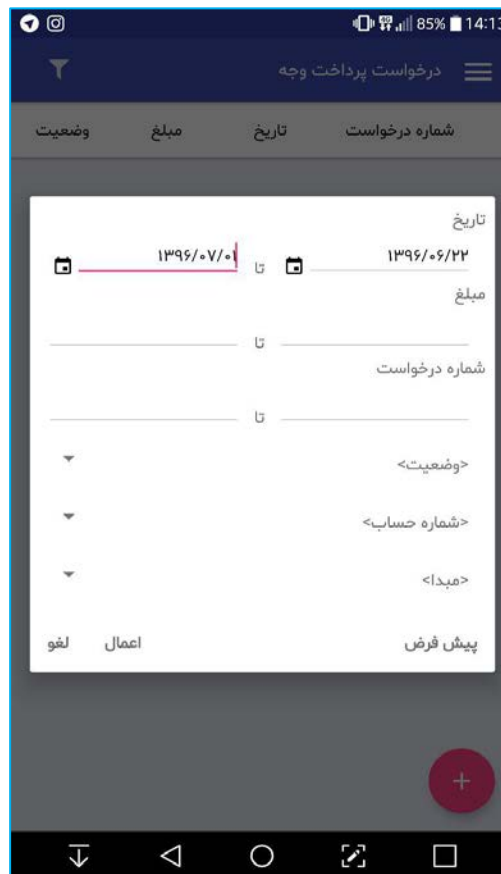 85% 14:13
درخواست پرداخت وجه
شماره درخواست تاریخ مبلغ وضعیت
تاریخ
۱۳۹۶/۰۶/۲۲ تا ۱۳۹۶/۰۷/۰۱
مبلغ
تا
شماره درخواست
تا
<وضعیت>
<شماره حساب>
<مبدا>
پیش فرض اعمال لغو